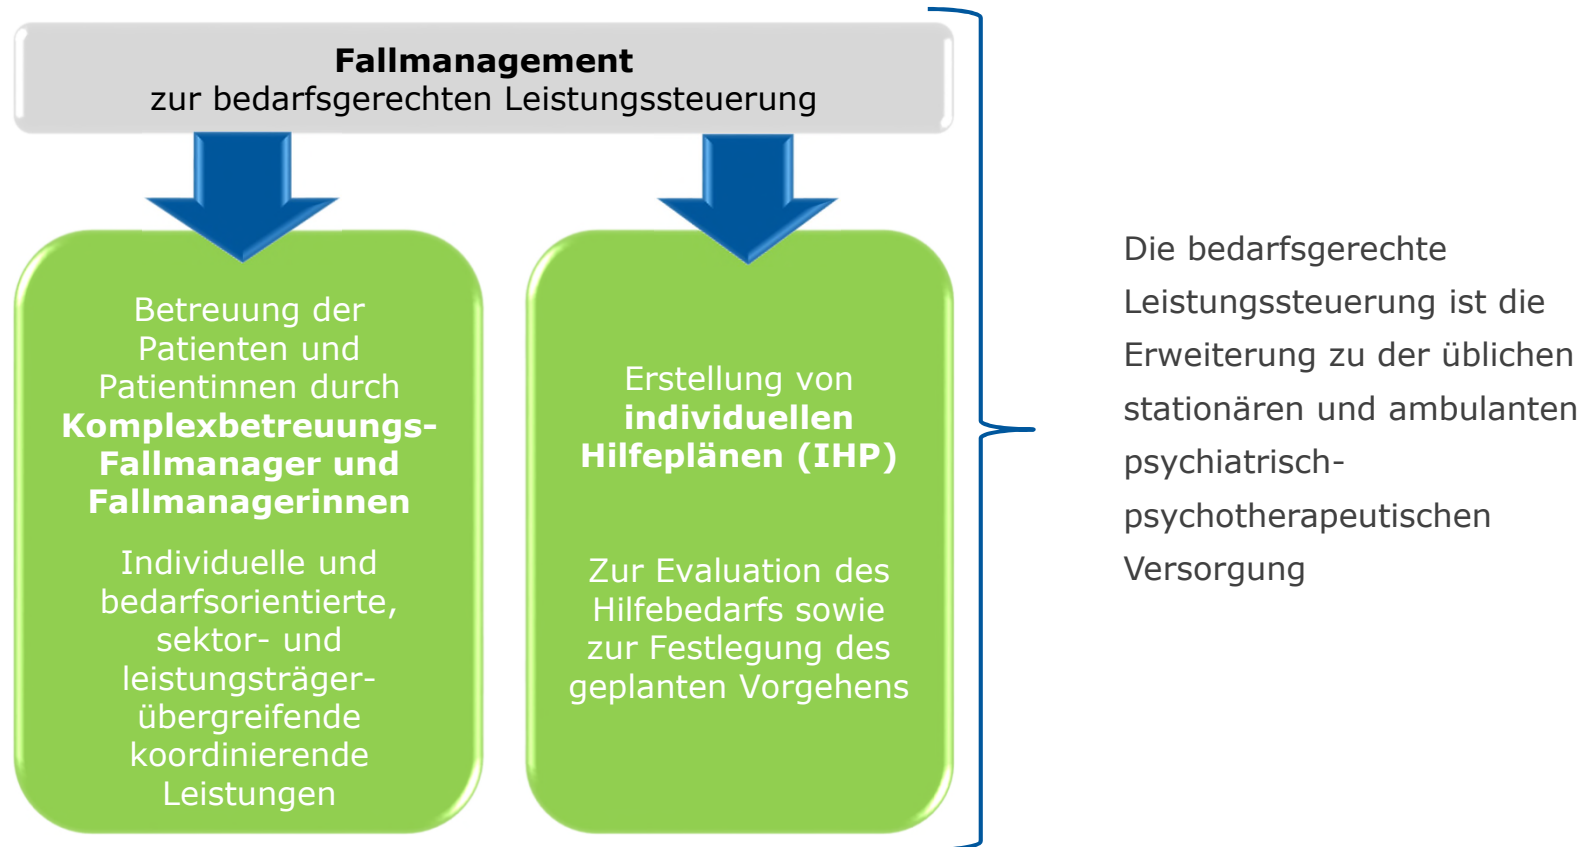 Fallmanagement
zur bedarfsgerechten Leistungssteuerung
Betreuung der
Patienten und
Patientinnen durch
Komplexbetreuungs-
Fallmanager und
Fallmanagerinnen
Individuelle und
bedarfsorientierte,
sektor- und
leistungsträger-
übergreifende
koordinierende
Leistungen
Erstellung von
individuellen
Hilfeplänen (IHP)
Zur Evaluation des
Hilfebedarfs sowie
zur Festlegung des
geplanten Vorgehens
Die bedarfsgerechte
Leistungssteuerung ist die
Erweiterung zu der üblichen
stationären und ambulanten
psychiatrisch-
psychotherapeutischen
Versorgung